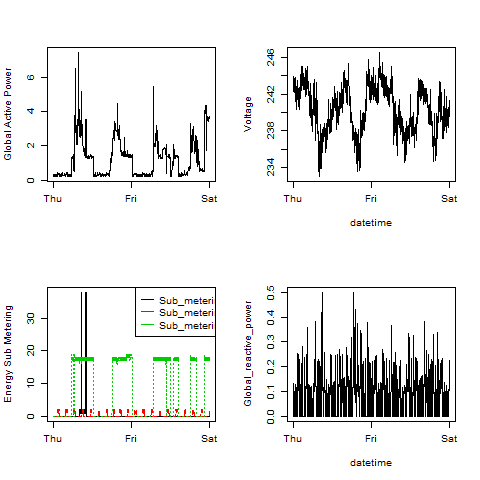 Global Active Power
6
4
2
0
Thu Fri Sat
Voltage
246
242
238
234
Thu Fri Sat
datetime
Energy Sub Metering
30
20
10
0
Sub_meteri
Sub_meteri
Sub_meteri
Thu Fri Sat
Global_reactive_power
0.5
0.4
0.3
0.2
0.1
0.0
Thu Fri Sat
datetime